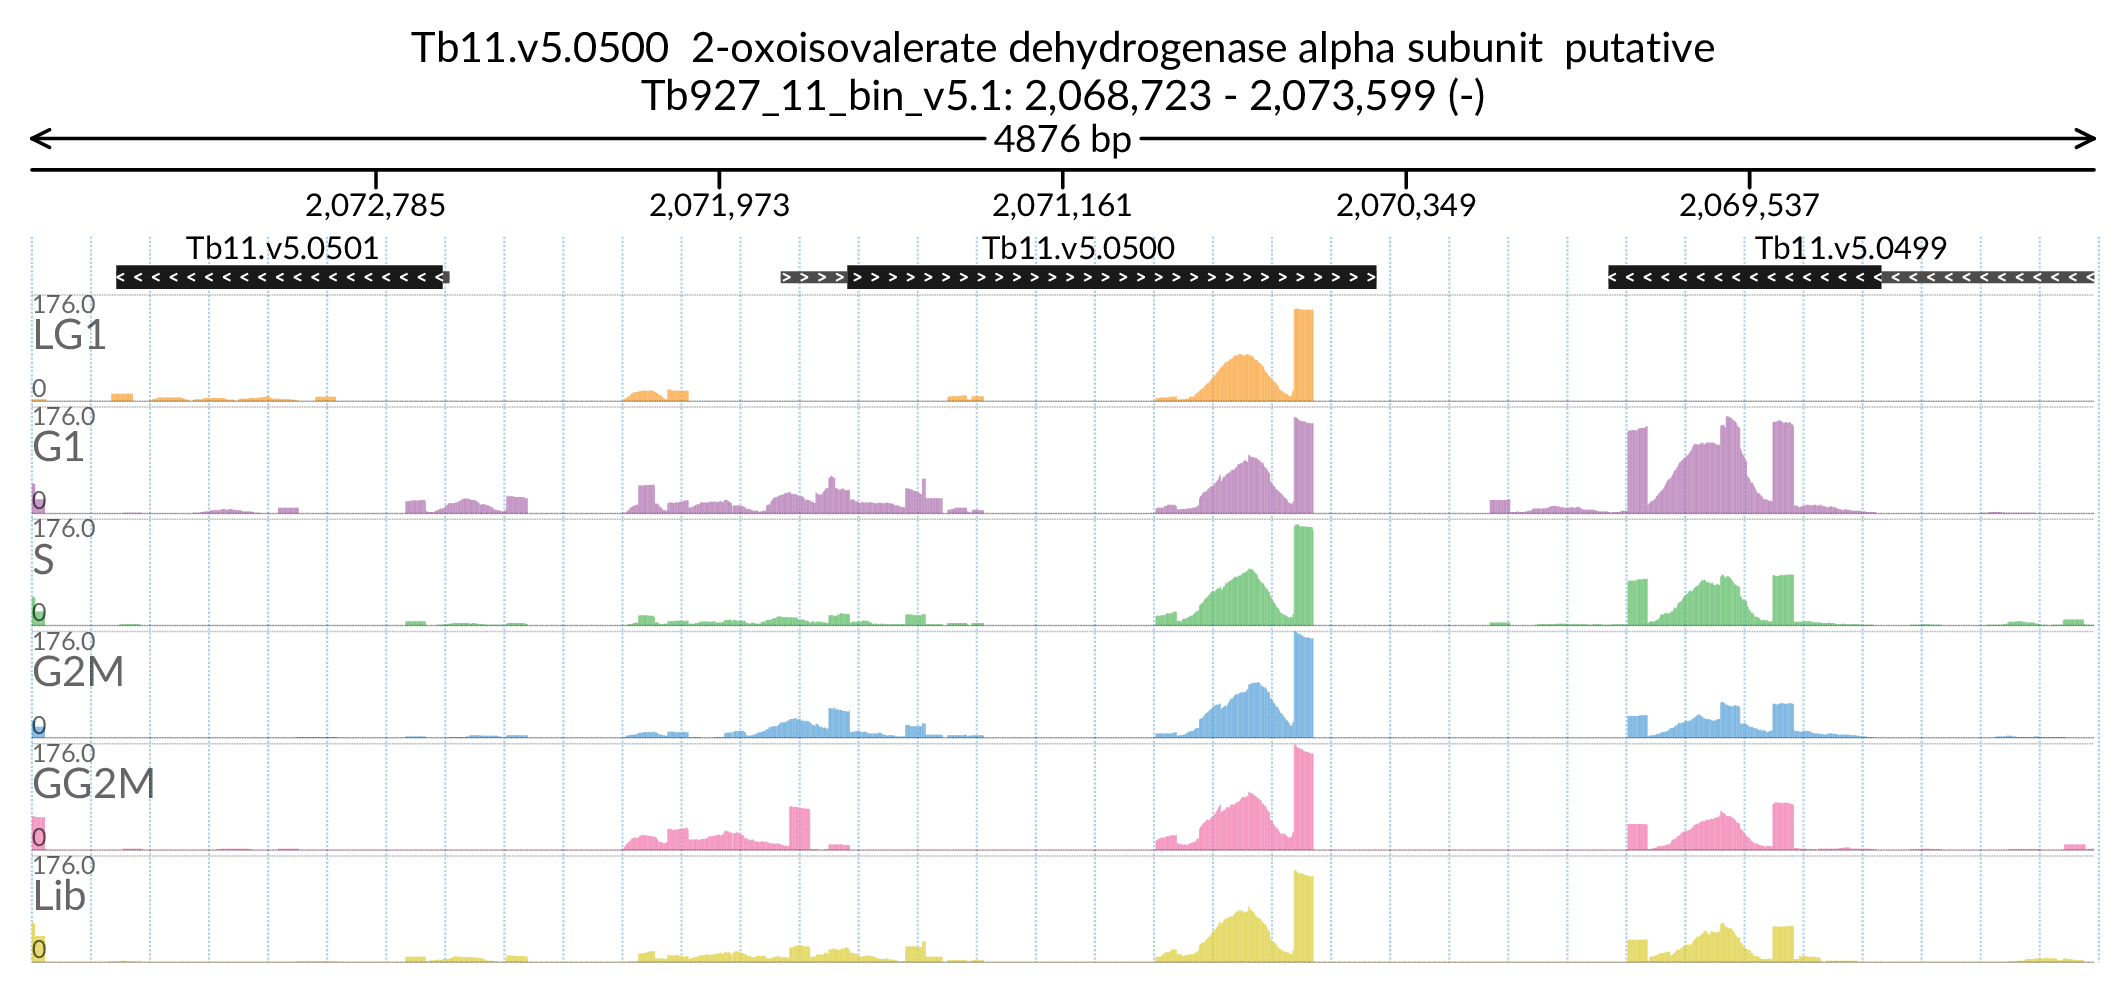 Tb11.v5.0500 2-oxoisovalerate dehydrogenase alpha subunit putative
Tb927_11_bin_v5.1: 2,068,723 - 2,073,599 (-)
4876 bp
2,072,785 2,071,973 2,071,161 2,070,349 2,069,537
Tb11.v5.0501 Tb11.v5.0500 Tb11.v5.0499
176.0
LG1
0
176.0
G1
0
176.0
S
0
176.0
G2M
0
176.0
GG2M
0
176.0
Lib
0